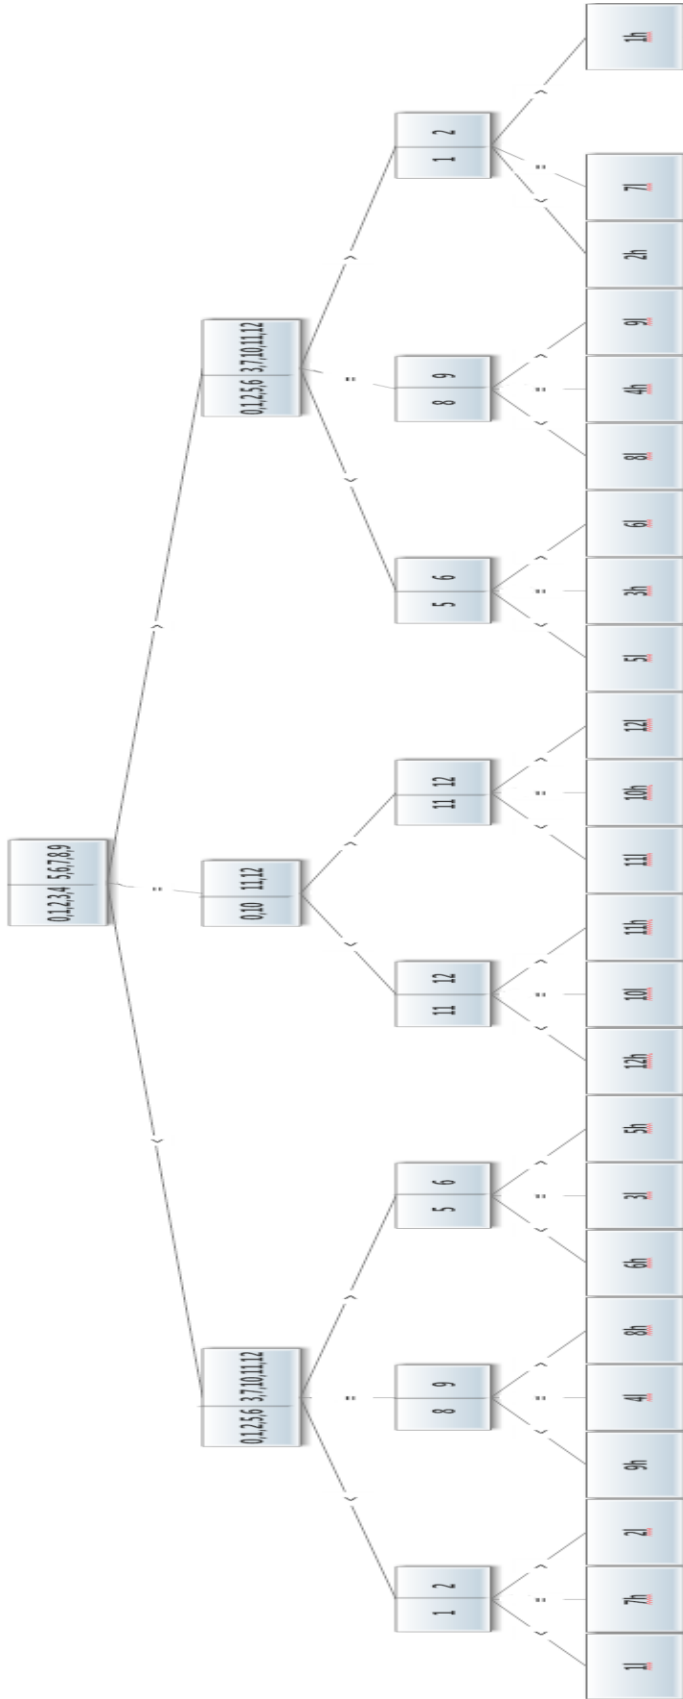 0,1,2,3,4 5,6,7,8,9
< = >
0,1,2,5,6 3,7,10,11,12
0,10 11,12
0,1,2,5,6 3,7,10,11,12
< = > < > < = >
1 2
8 9
5 6
11 12
11 12
5 6
8 9
1 2
< = > < = > < = > < = > < = > < = > < = > < = >
1l
7h
2l
9h
4l
8h
6h
3l
5h
12h
10l
11h
11l
10h
12l
5l
3h
6l
8l
4h
9l
2h
7l
1h